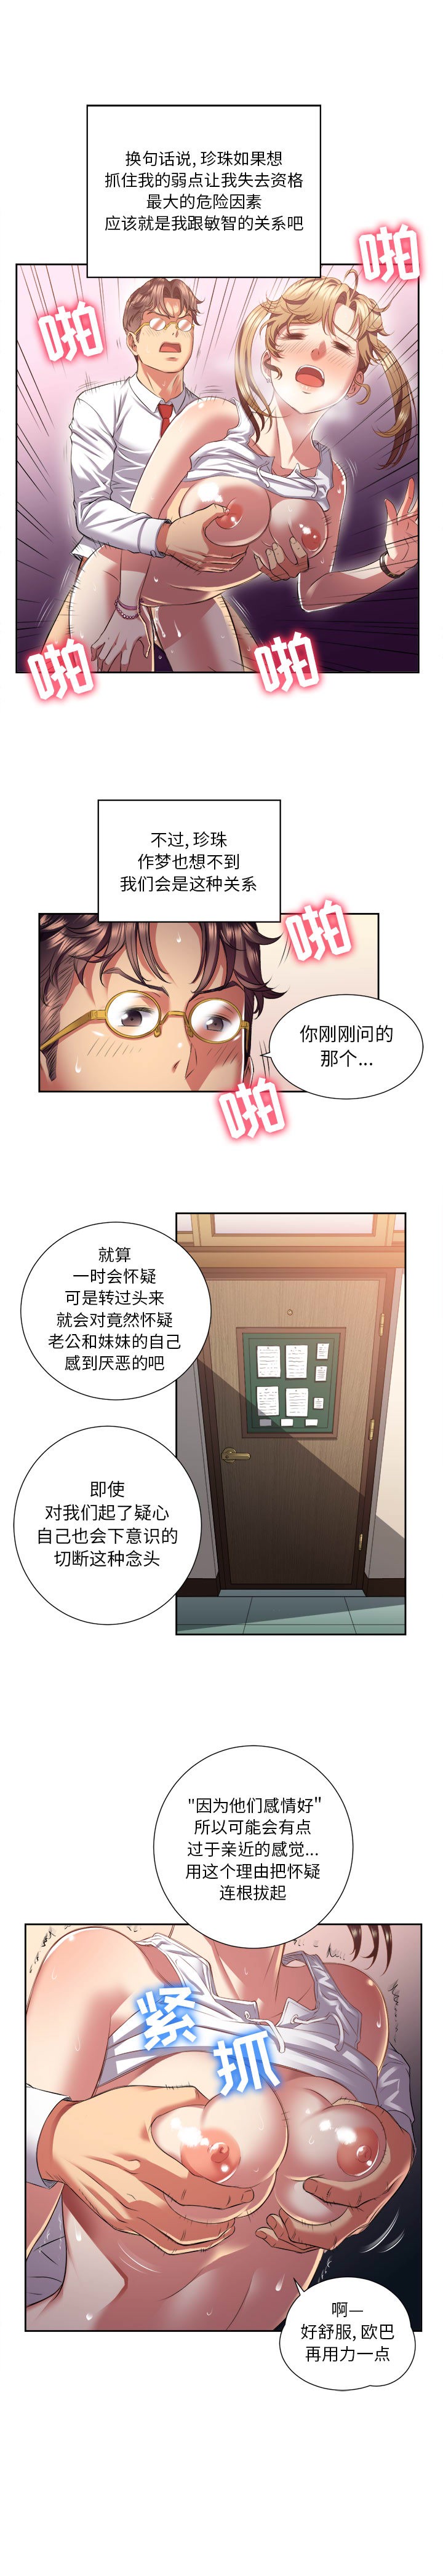 换句话说, 珍珠如果想
抓住我的弱点让我失去资格
最大的危险因素
应该就是我跟敏智的关系吧
啪
啪
啪
啪
不过, 珍珠
作梦也想不到
我们会是这种关系
啪
你刚刚问的
那个...
啪
就算
一时会怀疑
可是转过头来
就会对竟然怀疑
老公和妹妹的自己
感到厌恶的吧
即使
对我们起了疑心
自己也会下意识的
切断这种念头
"因为他们感情好"
所以可能会有点
过于亲近的感觉...
用这个理由把怀疑
连根拔起
紧
抓
啊—
好舒服, 欧巴
再用力一点